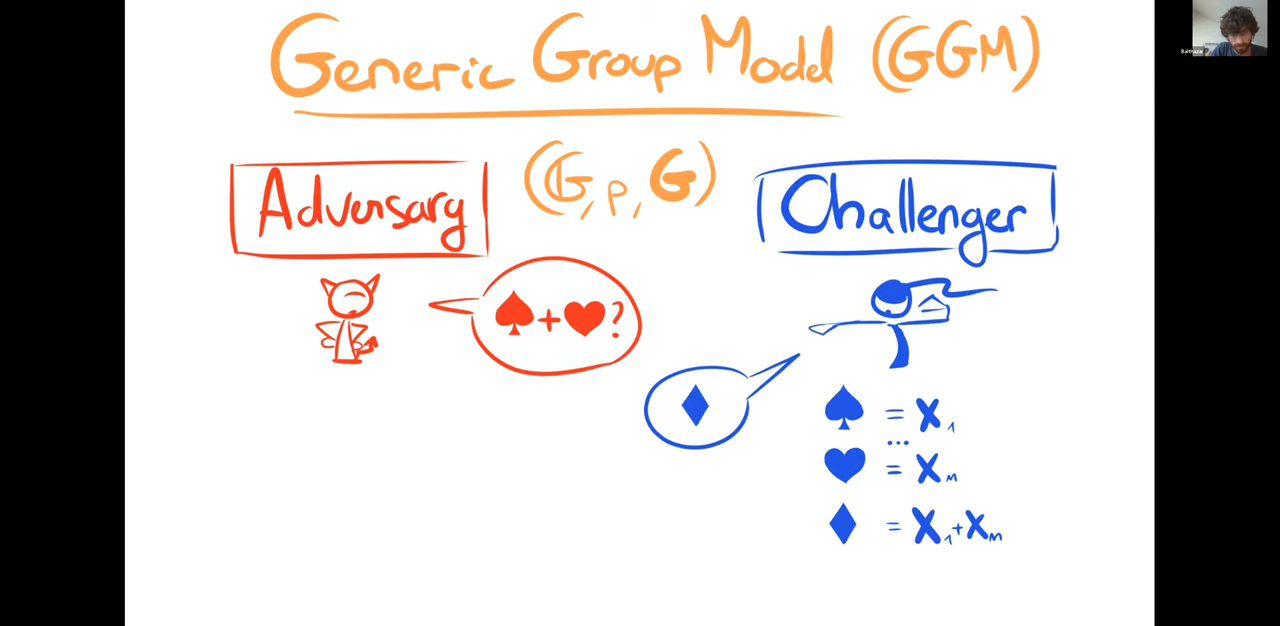 Generic Group Model (GGM)
(𝔾, p, G)
Adversary
Challenger
♠+♥?
♦
♠ = X₁
...
♥ = Xₘ
♦ = X₁+Xₘ